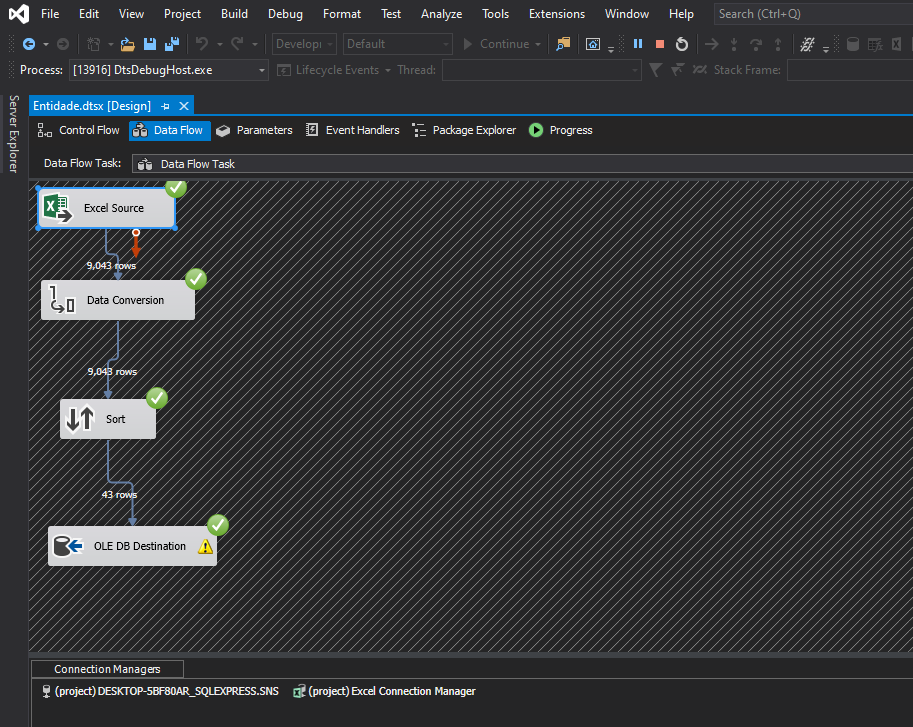 File Edit View Project Build Debug Format Test Analyze Tools Extensions Window Help Search (Ctrl+Q)
Developi Default Continue
Process: [13916] DtsDebugHost.exe Lifecycle Events Thread: Stack Frame:
Server Explorer
Entidade.dtsx [Design]
Control Flow Data Flow Parameters Event Handlers Package Explorer Progress
Data Flow Task: Data Flow Task
Excel Source
9,043 rows
Data Conversion
9,043 rows
Sort
43 rows
OLE DB Destination
Connection Managers
(project) DESKTOP-5BF80AR_SQLEXPRESS.SNS (project) Excel Connection Manager